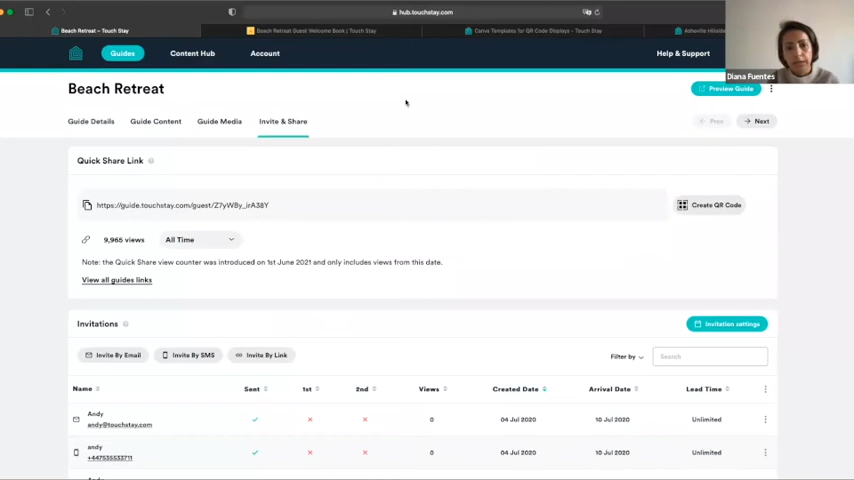 hub.touchstay.com
Beach Retreat – Touch Stay
Beach Retreat Guest Welcome Book | Touch Stay
Canva Templates for QR Code Displays - Touch Stay
Asheville Hillside
Guides
Content Hub
Account
Help & Support
Diana Fuentes
Beach Retreat
Preview Guide
Guide Details
Guide Content
Guide Media
Invite & Share
Prev
Next
Quick Share Link
https://guide.touchstay.com/guest/Z7yWBy_irA38Y
Create QR Code
9,965 views
All Time
Note: the Quick Share view counter was introduced on 1st June 2021 and only includes views from this date.
View all guides links
Invitations
Invitation settings
Invite By Email
Invite By SMS
Invite By Link
Filter by
Search
Name Sent 1st 2nd Views Created Date Arrival Date Lead Time
Andy
andy@touchstay.com
0 04 Jul 2020 10 Jul 2020 Unlimited
andy
+447535533711
0 04 Jul 2020 10 Jul 2020 Unlimited